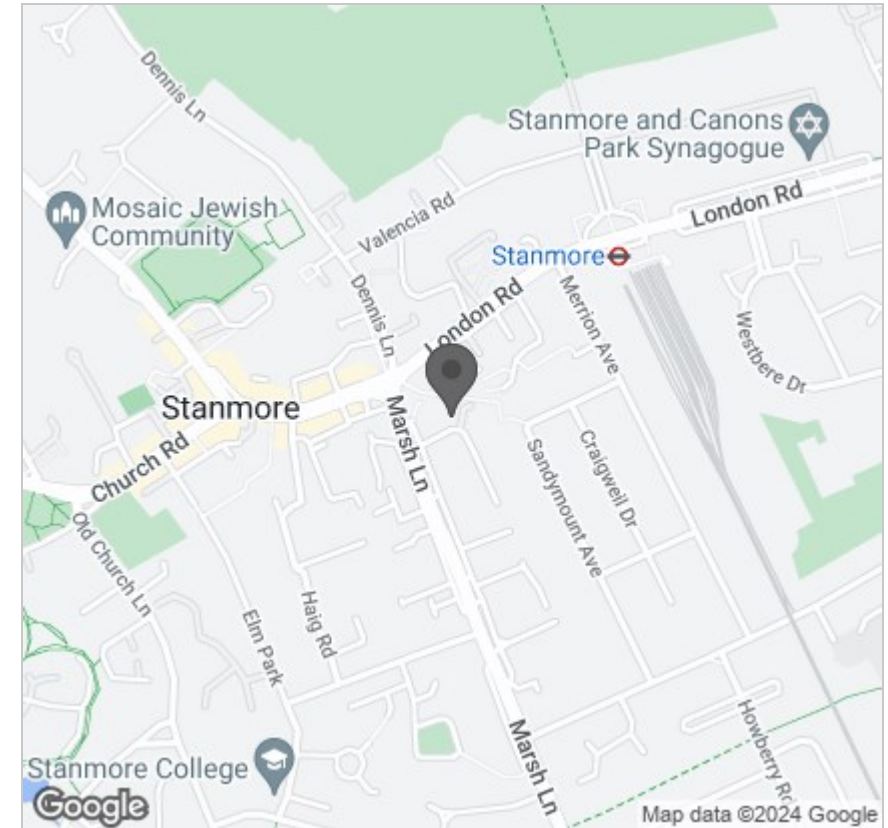 Dennis Ln
Stanmore and Canons
Park Synagogue
Mosaic Jewish
Community
Valencia Rd
London Rd
Stanmore
Dennis Ln
London Rd
Merrion Ave
Westbere Dr
Stanmore
Church Rd
Marsh Ln
Craigweil Dr
Sandymount Ave
Old Church Ln
Elm Park
Haig Rd
Howberry Rd
Marsh Ln
Stanmore College
Google
Map data ©2024 Google